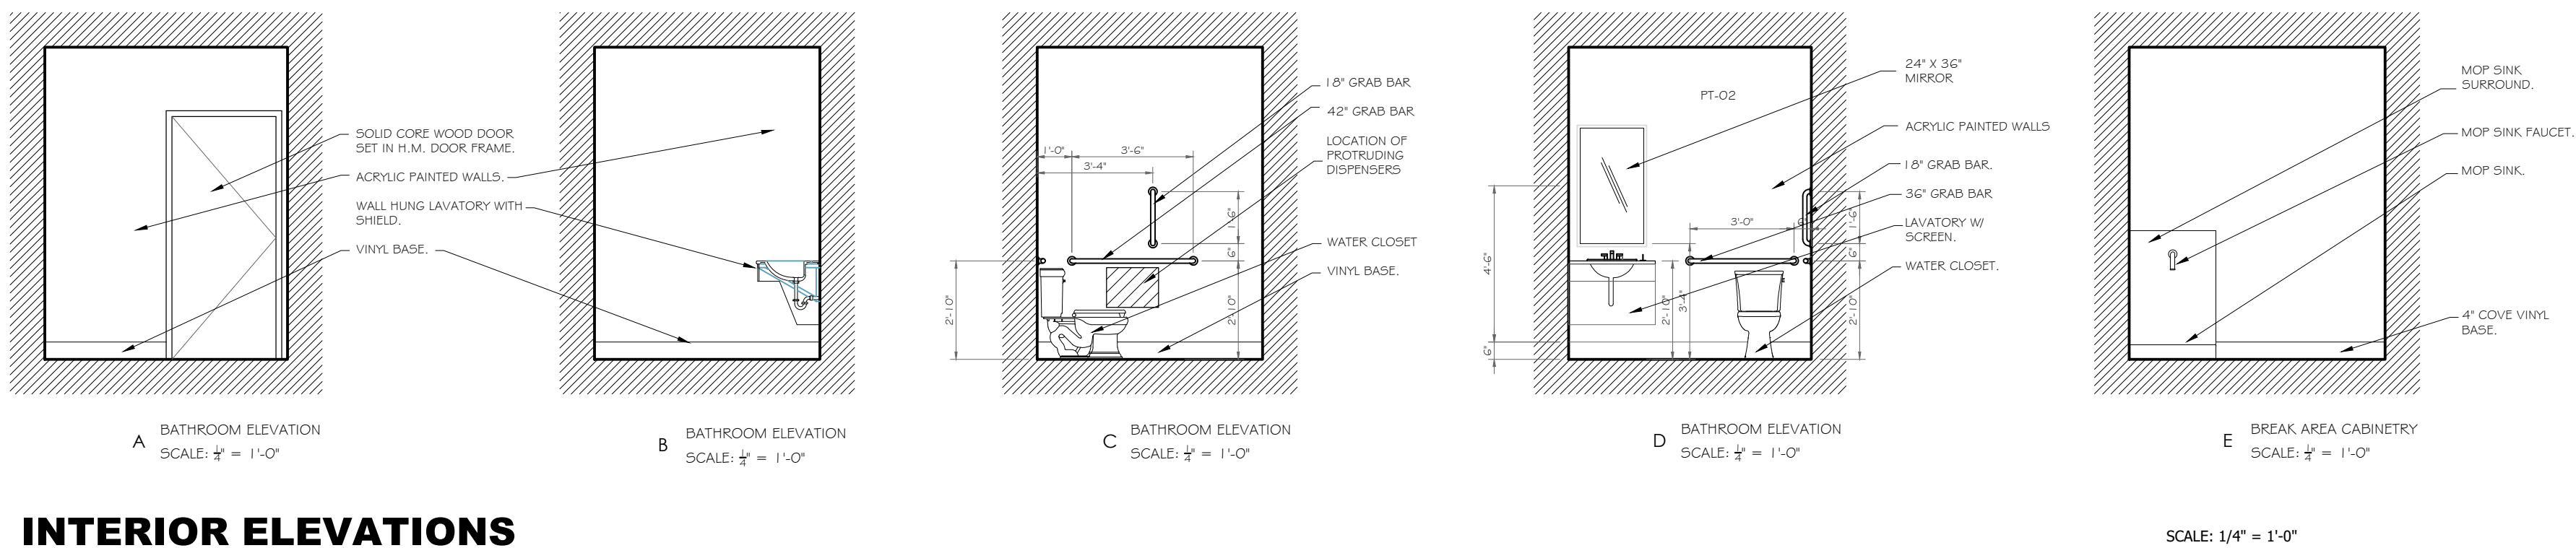 SOLID CORE WOOD DOOR
SET IN H.M. DOOR FRAME.
ACRYLIC PAINTED WALLS.
WALL HUNG LAVATORY WITH
SHIELD.
VINYL BASE.
A
BATHROOM ELEVATION
SCALE: 1/4" = 1'-0"
B
BATHROOM ELEVATION
SCALE: 1/4" = 1'-0"
18" GRAB BAR
42" GRAB BAR
LOCATION OF
PROTRUDING
DISPENSERS
WATER CLOSET
VINYL BASE.
1'-0"
3'-6"
3'-4"
1'-6"
6"
2'-10"
2'-10"
C
BATHROOM ELEVATION
SCALE: 1/4" = 1'-0"
PT-02
24" X 36"
MIRROR
ACRYLIC PAINTED WALLS
18" GRAB BAR.
36" GRAB BAR
LAVATORY W/
SCREEN.
WATER CLOSET.
3'-0"
6"
1'-6"
6"
4'-6"
2'-10"
3'-4"
2'-10"
6"
D
BATHROOM ELEVATION
SCALE: 1/4" = 1'-0"
MOP SINK
SURROUND.
MOP SINK FAUCET.
MOP SINK.
4" COVE VINYL
BASE.
E
BREAK AREA CABINETRY
SCALE: 1/4" = 1'-0"
INTERIOR ELEVATIONS
SCALE: 1/4" = 1'-0"